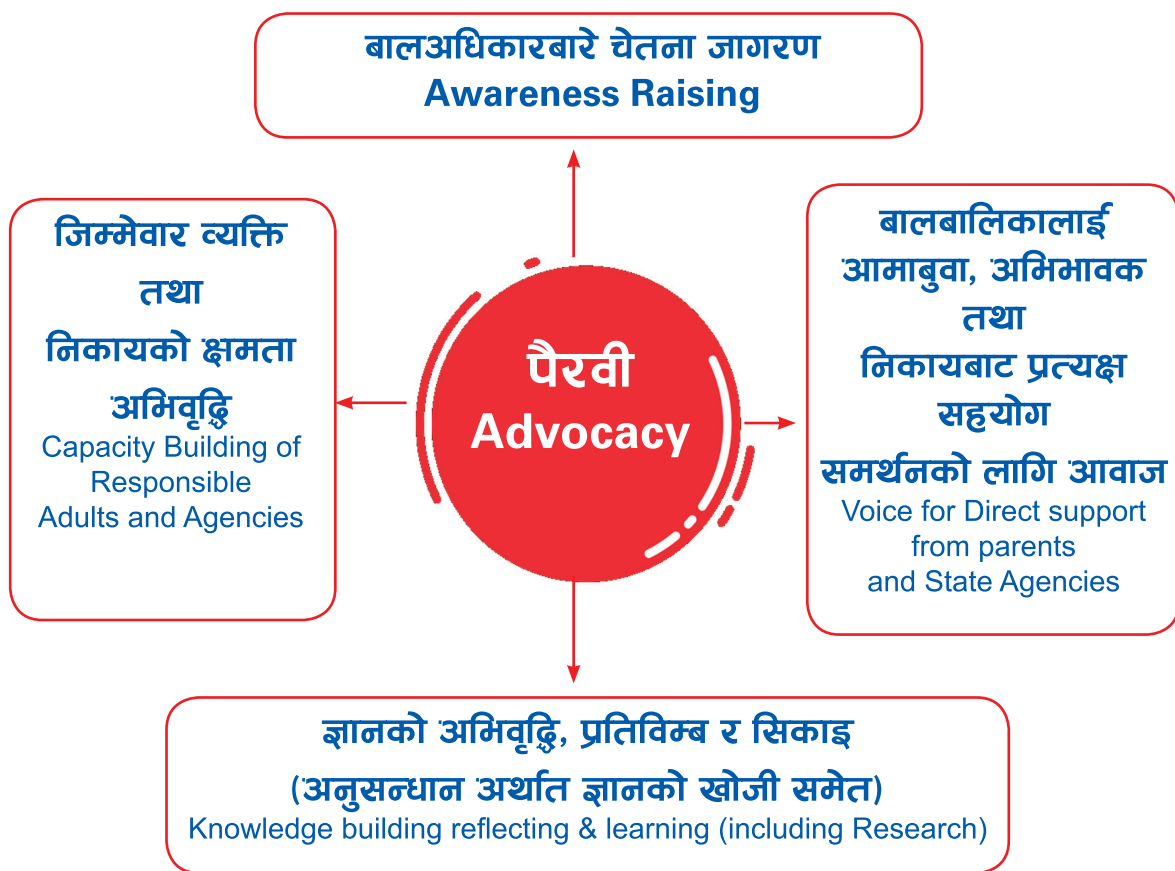 बालअधिकारबारे चेतना जागरण
Awareness Raising
जिम्मेवार व्यक्ति
तथा
निकायको क्षमता
अभिवृद्धि
Capacity Building of
Responsible
Adults and Agencies
पैरवी
Advocacy
बालबालिकालाई
आमाबुवा, अभिभावक
तथा
निकायबाट प्रत्यक्ष
सहयोग
समर्थनको लागि आवाज
Voice for Direct support
from parents
and State Agencies
ज्ञानको अभिवृद्धि, प्रतिविम्ब र सिकाइ
(अनुसन्धान अर्थात ज्ञानको खोजी समेत)
Knowledge building reflecting & learning (including Research)